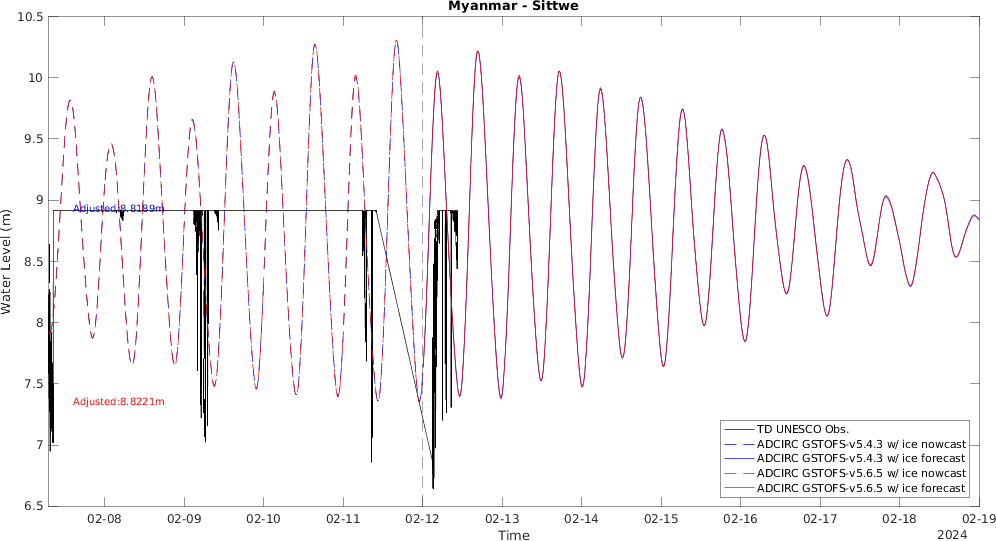 Myanmar - Sittwe
10.5
10
9.5
9
8.5
8
7.5
7
6.5
Water Level (m)
Adjusted:8.8189m
Adjusted:8.8221m
TD UNESCO Obs.
ADCIRC GSTOFS-v5.4.3 w/ ice nowcast
ADCIRC GSTOFS-v5.4.3 w/ ice forecast
ADCIRC GSTOFS-v5.6.5 w/ ice nowcast
ADCIRC GSTOFS-v5.6.5 w/ ice forecast
02-08 02-09 02-10 02-11 02-12 02-13 02-14 02-15 02-16 02-17 02-18 02-19
Time
2024